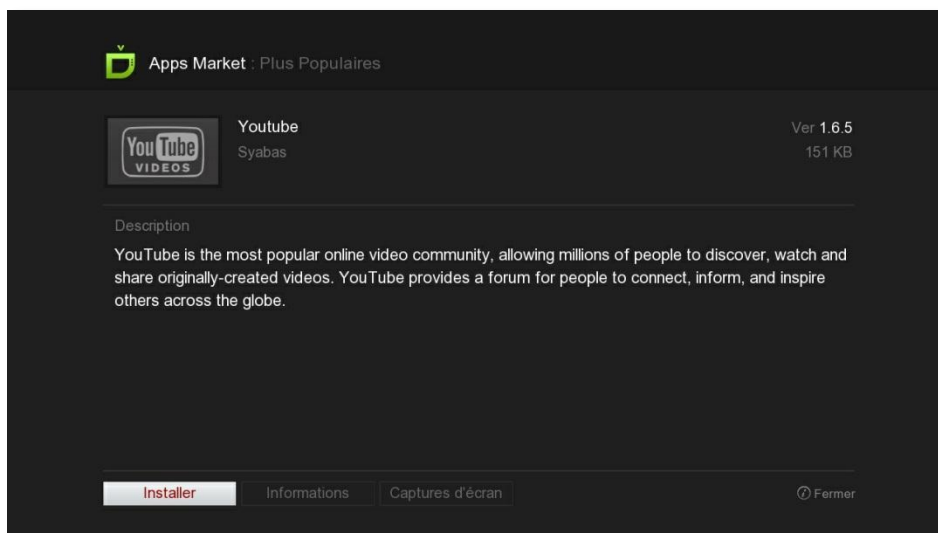 Apps Market : Plus Populaires
You Tube
VIDEOS
Youtube
Syabas
Ver 1.6.5
151 KB
Description
YouTube is the most popular online video community, allowing millions of people to discover, watch and
share originally-created videos. YouTube provides a forum for people to connect, inform, and inspire
others across the globe.
Installer
Informations
Captures d'écran
Fermer